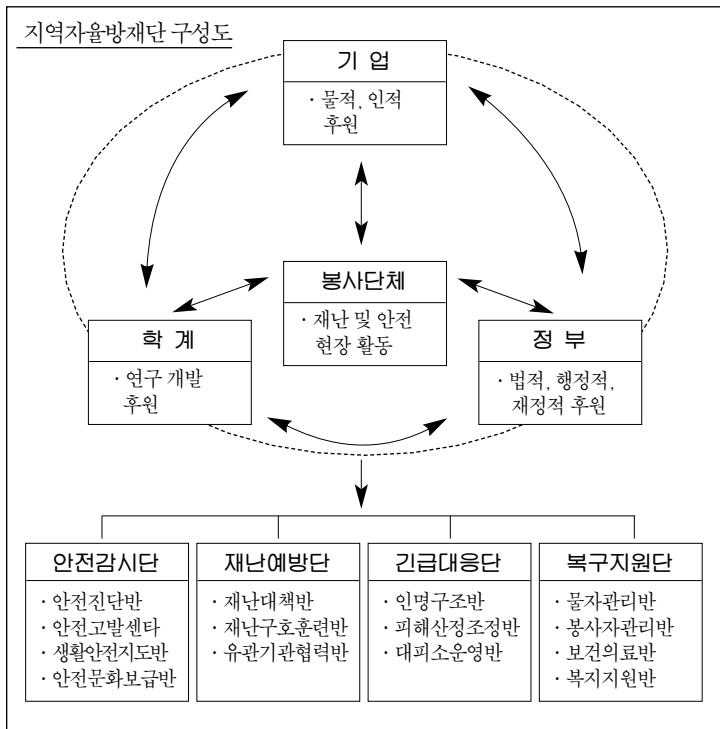 지역자율방재단 구성도
기 업
· 물적, 인적
후원
봉사단체
· 재난 및 안전
현장 활동
학 계
· 연구 개발
후원
정 부
· 법적, 행정적,
재정적 후원
안전감시단
· 안전진단반
· 안전고발센타
· 생활안전지도반
· 안전문화보급반
재난예방단
· 재난대책반
· 재난구호훈련반
· 유관기관협력반
긴급대응단
· 인명구조반
· 피해산정조정반
· 대피소운영반
복구지원단
· 물자관리반
· 봉사자관리반
· 보건의료반
· 복지지원반